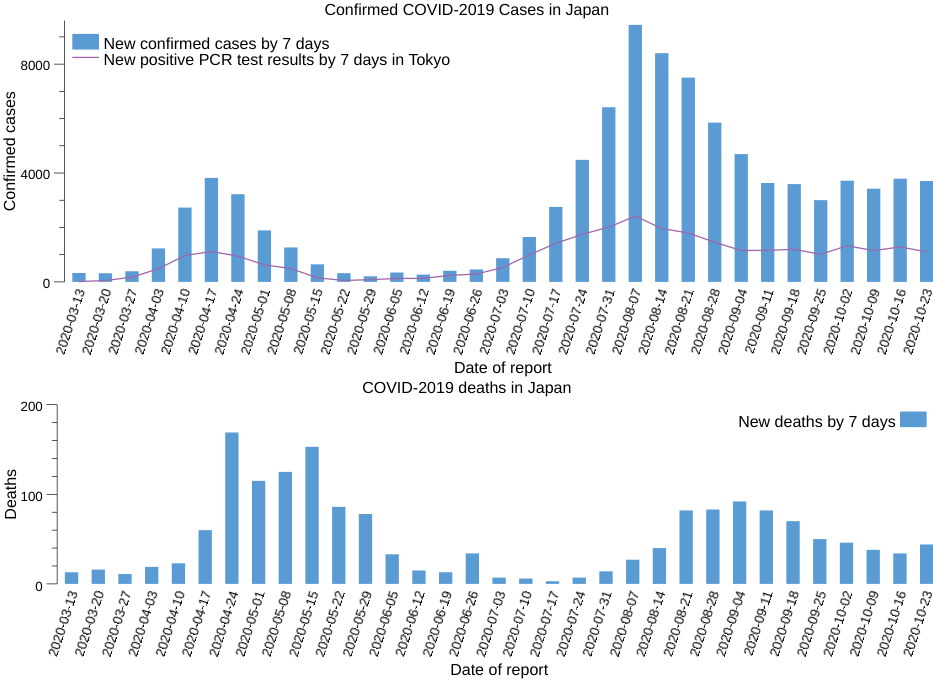 Confirmed COVID-2019 Cases in Japan
New confirmed cases by 7 days
New positive PCR test results by 7 days in Tokyo
Confirmed cases
8000
4000
0
2020-03-13 2020-03-20 2020-03-27 2020-04-03 2020-04-10 2020-04-17 2020-04-24 2020-05-01 2020-05-08 2020-05-15 2020-05-22 2020-05-29 2020-06-05 2020-06-12 2020-06-19 2020-06-26 2020-07-03 2020-07-10 2020-07-17 2020-07-24 2020-07-31 2020-08-07 2020-08-14 2020-08-21 2020-08-28 2020-09-04 2020-09-11 2020-09-18 2020-09-25 2020-10-02 2020-10-09 2020-10-16 2020-10-23
Date of report
COVID-2019 deaths in Japan
New deaths by 7 days
Deaths
200
100
0
2020-03-13 2020-03-20 2020-03-27 2020-04-03 2020-04-10 2020-04-17 2020-04-24 2020-05-01 2020-05-08 2020-05-15 2020-05-22 2020-05-29 2020-06-05 2020-06-12 2020-06-19 2020-06-26 2020-07-03 2020-07-10 2020-07-17 2020-07-24 2020-07-31 2020-08-07 2020-08-14 2020-08-21 2020-08-28 2020-09-04 2020-09-11 2020-09-18 2020-09-25 2020-10-02 2020-10-09 2020-10-16 2020-10-23
Date of report